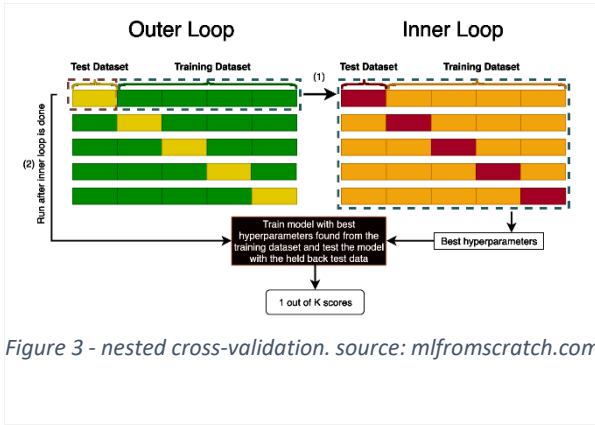 Outer Loop
Inner Loop
Test Dataset
Training Dataset
(1)
Test Dataset
Training Dataset
(2)
Run after inner loop is done
Train model with best
hyperparameters found from the
training dataset and test the model
with the held back test data
Best hyperparameters
1 out of K scores
Figure 3 - nested cross-validation. source: mlfromscratch.com